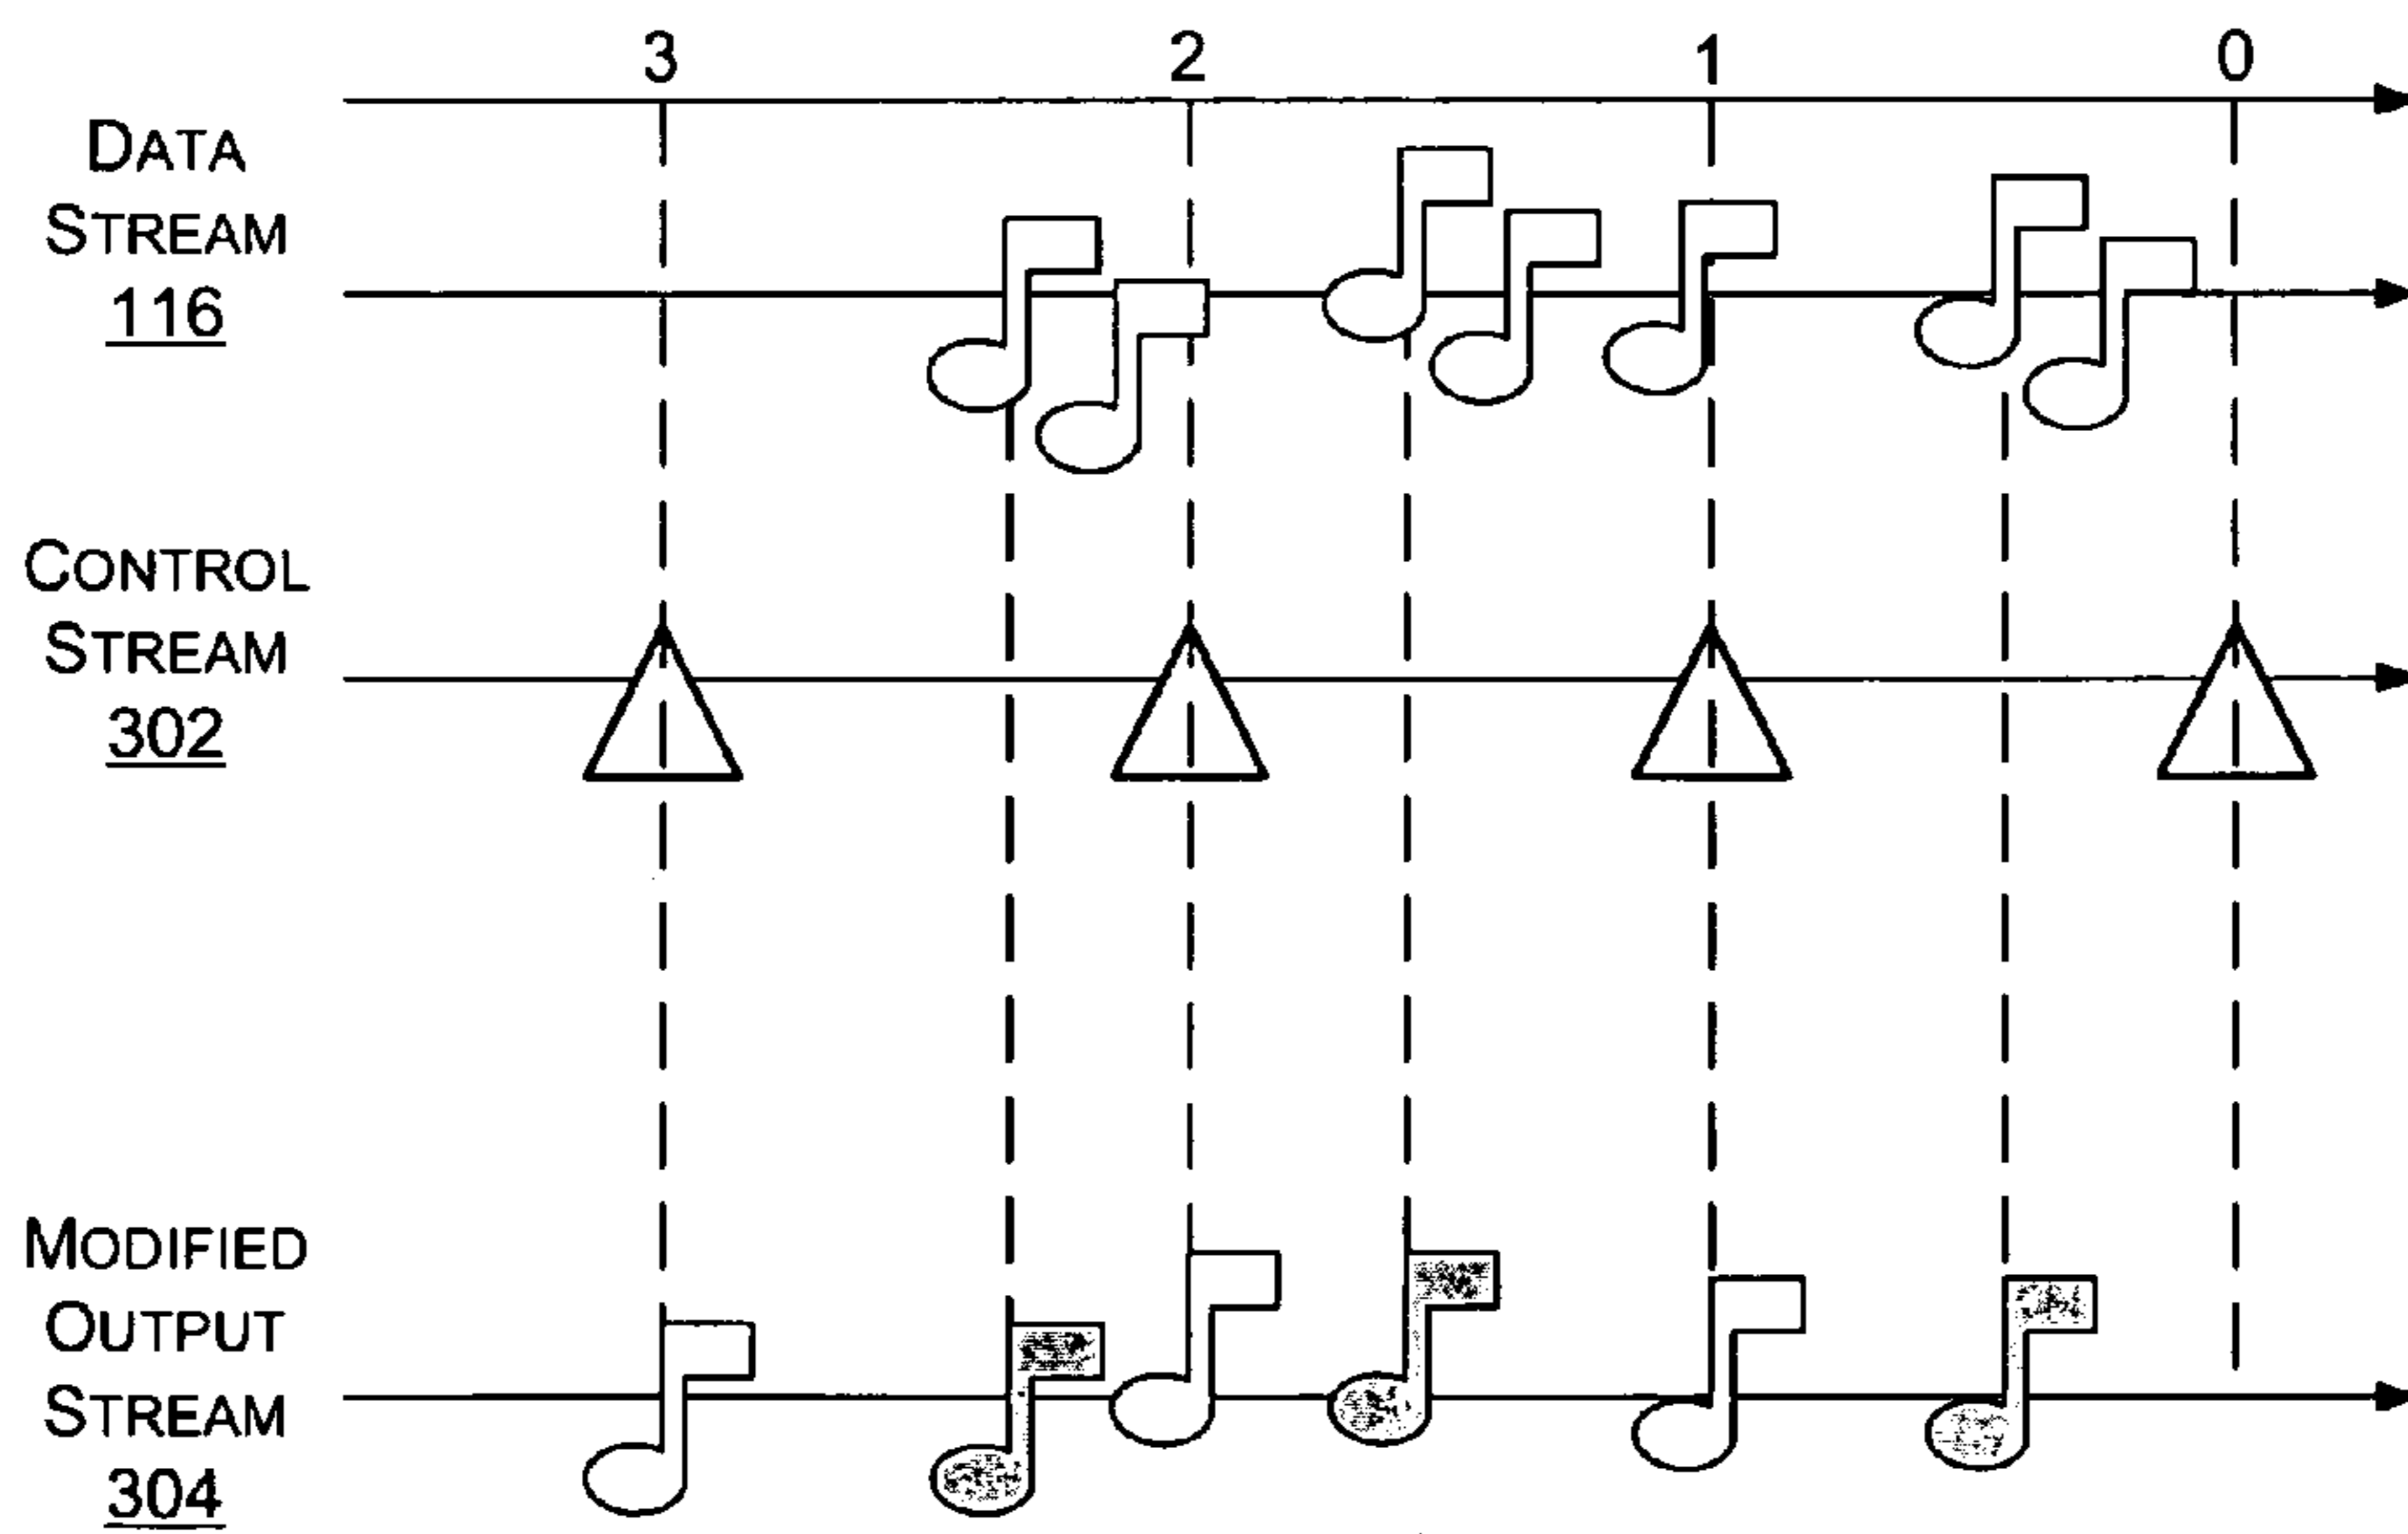 3 2 1 0
DATA
STREAM
116
CONTROL
STREAM
302
MODIFIED
OUTPUT
STREAM
304